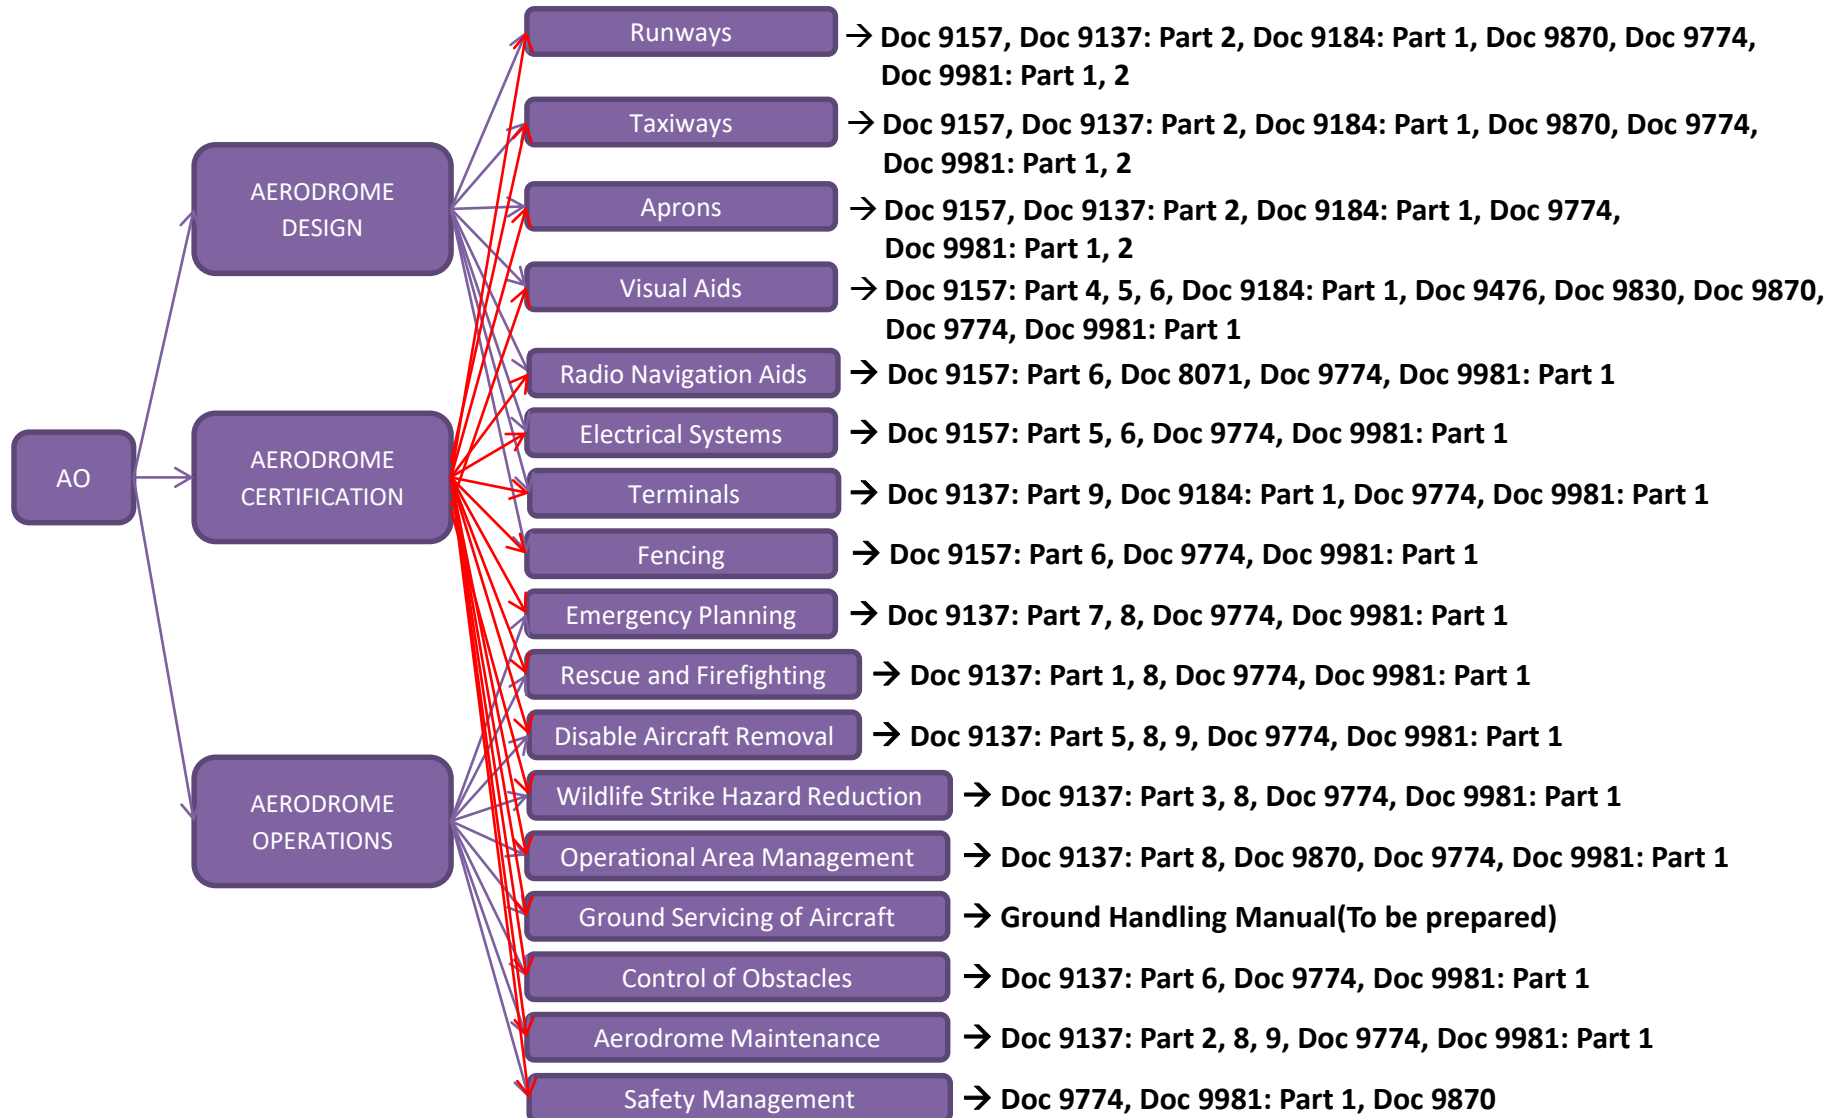 AO
AERODROME
DESIGN
AERODROME
CERTIFICATION
AERODROME
OPERATIONS
Runways
→ Doc 9157, Doc 9137: Part 2, Doc 9184: Part 1, Doc 9870, Doc 9774,
Doc 9981: Part 1, 2
Taxiways
→ Doc 9157, Doc 9137: Part 2, Doc 9184: Part 1, Doc 9870, Doc 9774,
Doc 9981: Part 1, 2
Aprons
→ Doc 9157, Doc 9137: Part 2, Doc 9184: Part 1, Doc 9774,
Doc 9981: Part 1, 2
Visual Aids
→ Doc 9157: Part 4, 5, 6, Doc 9184: Part 1, Doc 9476, Doc 9830, Doc 9870,
Doc 9774, Doc 9981: Part 1
Radio Navigation Aids
→ Doc 9157: Part 6, Doc 8071, Doc 9774, Doc 9981: Part 1
Electrical Systems
→ Doc 9157: Part 5, 6, Doc 9774, Doc 9981: Part 1
Terminals
→ Doc 9137: Part 9, Doc 9184: Part 1, Doc 9774, Doc 9981: Part 1
Fencing
→ Doc 9157: Part 6, Doc 9774, Doc 9981: Part 1
Emergency Planning
→ Doc 9137: Part 7, 8, Doc 9774, Doc 9981: Part 1
Rescue and Firefighting
→ Doc 9137: Part 1, 8, Doc 9774, Doc 9981: Part 1
Disable Aircraft Removal
→ Doc 9137: Part 5, 8, 9, Doc 9774, Doc 9981: Part 1
Wildlife Strike Hazard Reduction
→ Doc 9137: Part 3, 8, Doc 9774, Doc 9981: Part 1
Operational Area Management
→ Doc 9137: Part 8, Doc 9870, Doc 9774, Doc 9981: Part 1
Ground Servicing of Aircraft
→ Ground Handling Manual(To be prepared)
Control of Obstacles
→ Doc 9137: Part 6, Doc 9774, Doc 9981: Part 1
Aerodrome Maintenance
→ Doc 9137: Part 2, 8, 9, Doc 9774, Doc 9981: Part 1
Safety Management
→ Doc 9774, Doc 9981: Part 1, Doc 9870